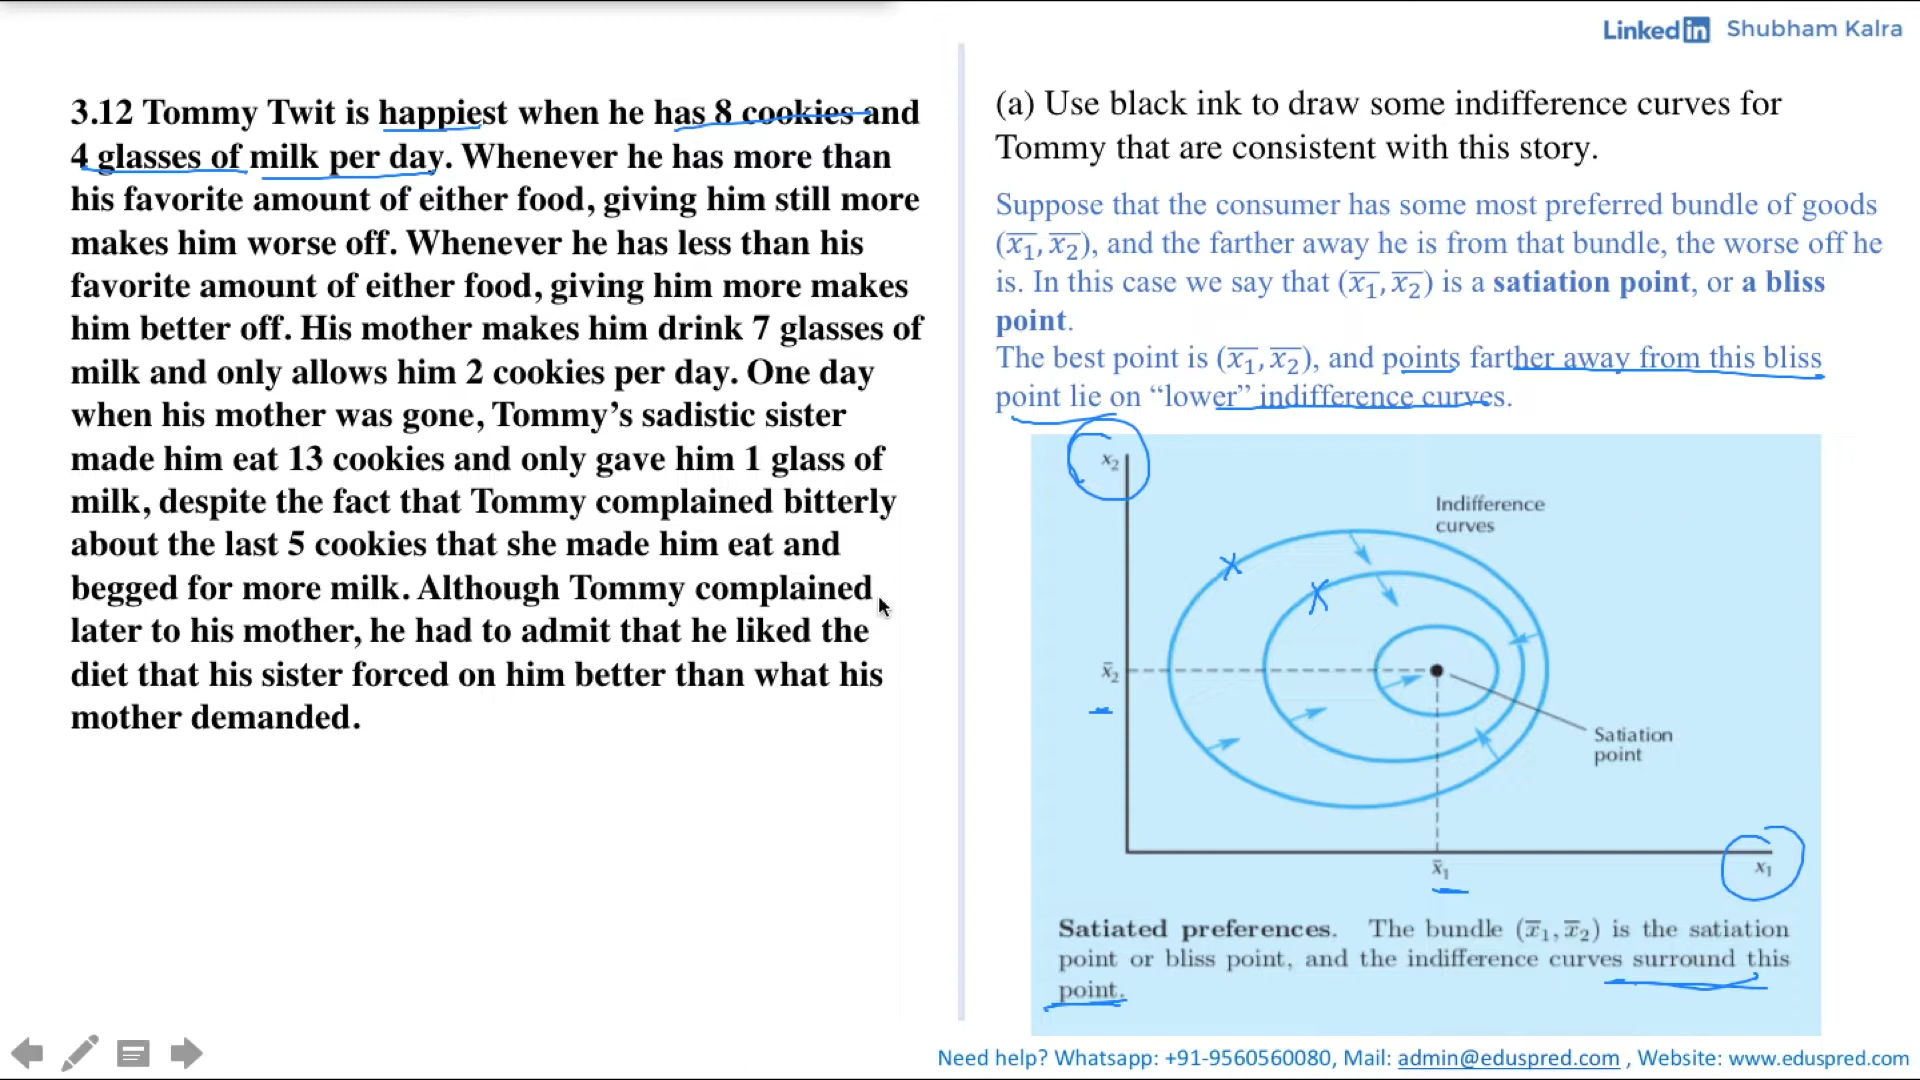 Linked in Shubham Kalra
3.12 Tommy Twit is happiest when he has 8 cookies and
4 glasses of milk per day. Whenever he has more than
his favorite amount of either food, giving him still more
makes him worse off. Whenever he has less than his
favorite amount of either food, giving him more makes
him better off. His mother makes him drink 7 glasses of
milk and only allows him 2 cookies per day. One day
when his mother was gone, Tommy’s sadistic sister
made him eat 13 cookies and only gave him 1 glass of
milk, despite the fact that Tommy complained bitterly
about the last 5 cookies that she made him eat and
begged for more milk. Although Tommy complained
later to his mother, he had to admit that he liked the
diet that his sister forced on him better than what his
mother demanded.
(a) Use black ink to draw some indifference curves for
Tommy that are consistent with this story.
Suppose that the consumer has some most preferred bundle of goods
(x̅₁, x̅₂), and the farther away he is from that bundle, the worse off he
is. In this case we say that (x̅₁, x̅₂) is a satiation point, or a bliss
point.
The best point is (x̅₁, x̅₂), and points farther away from this bliss
point lie on “lower” indifference curves.
x₂
Indifference
curves
x̅₂
Satiation
point
x̅₁
x₁
Satiated preferences. The bundle (x̅₁, x̅₂) is the satiation
point or bliss point, and the indifference curves surround this
point.
Need help? Whatsapp: +91-9560560080, Mail: admin@eduspred.com , Website: www.eduspred.com